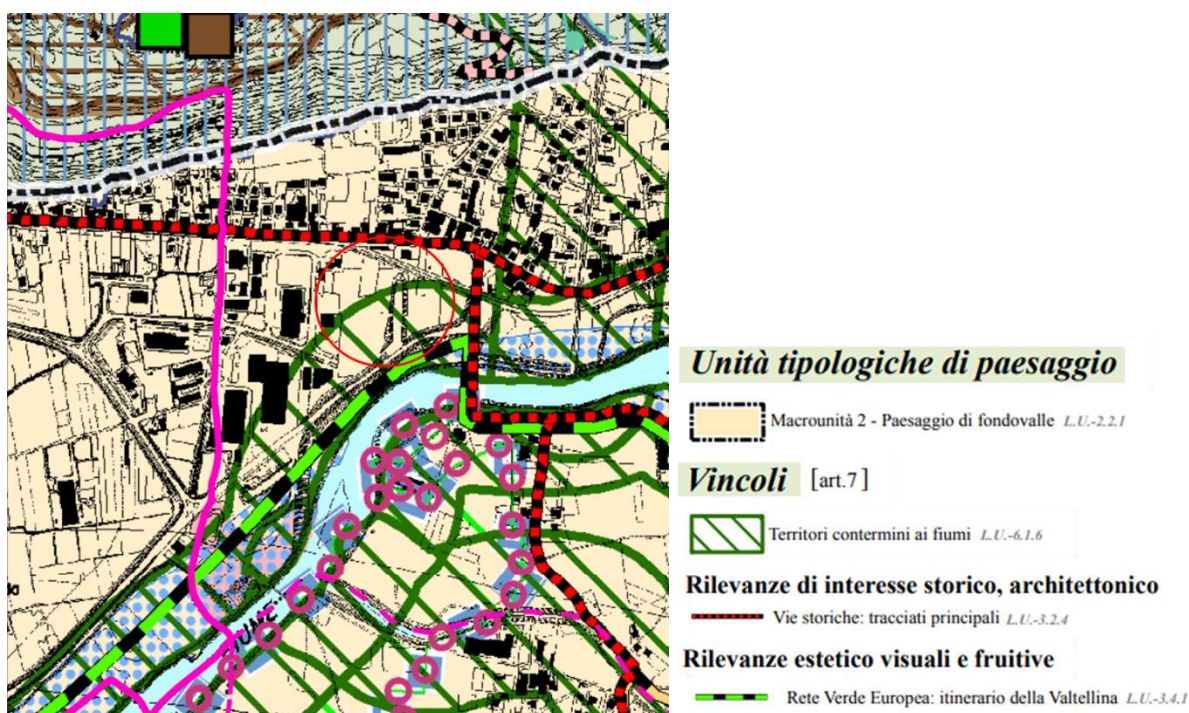 Unità tipologiche di paesaggio
Macrounità 2 - Paesaggio di fondovalle L.U.-2.2.1
Vincoli [art.7]
Territori contermini ai fiumi L.U.-6.1.6
Rilevanze di interesse storico, architettonico
Vie storiche: tracciati principali L.U.-3.2.4
Rilevanze estetico visuali e fruitive
Rete Verde Europea: itinerario della Valtellina L.U.-3.4.1